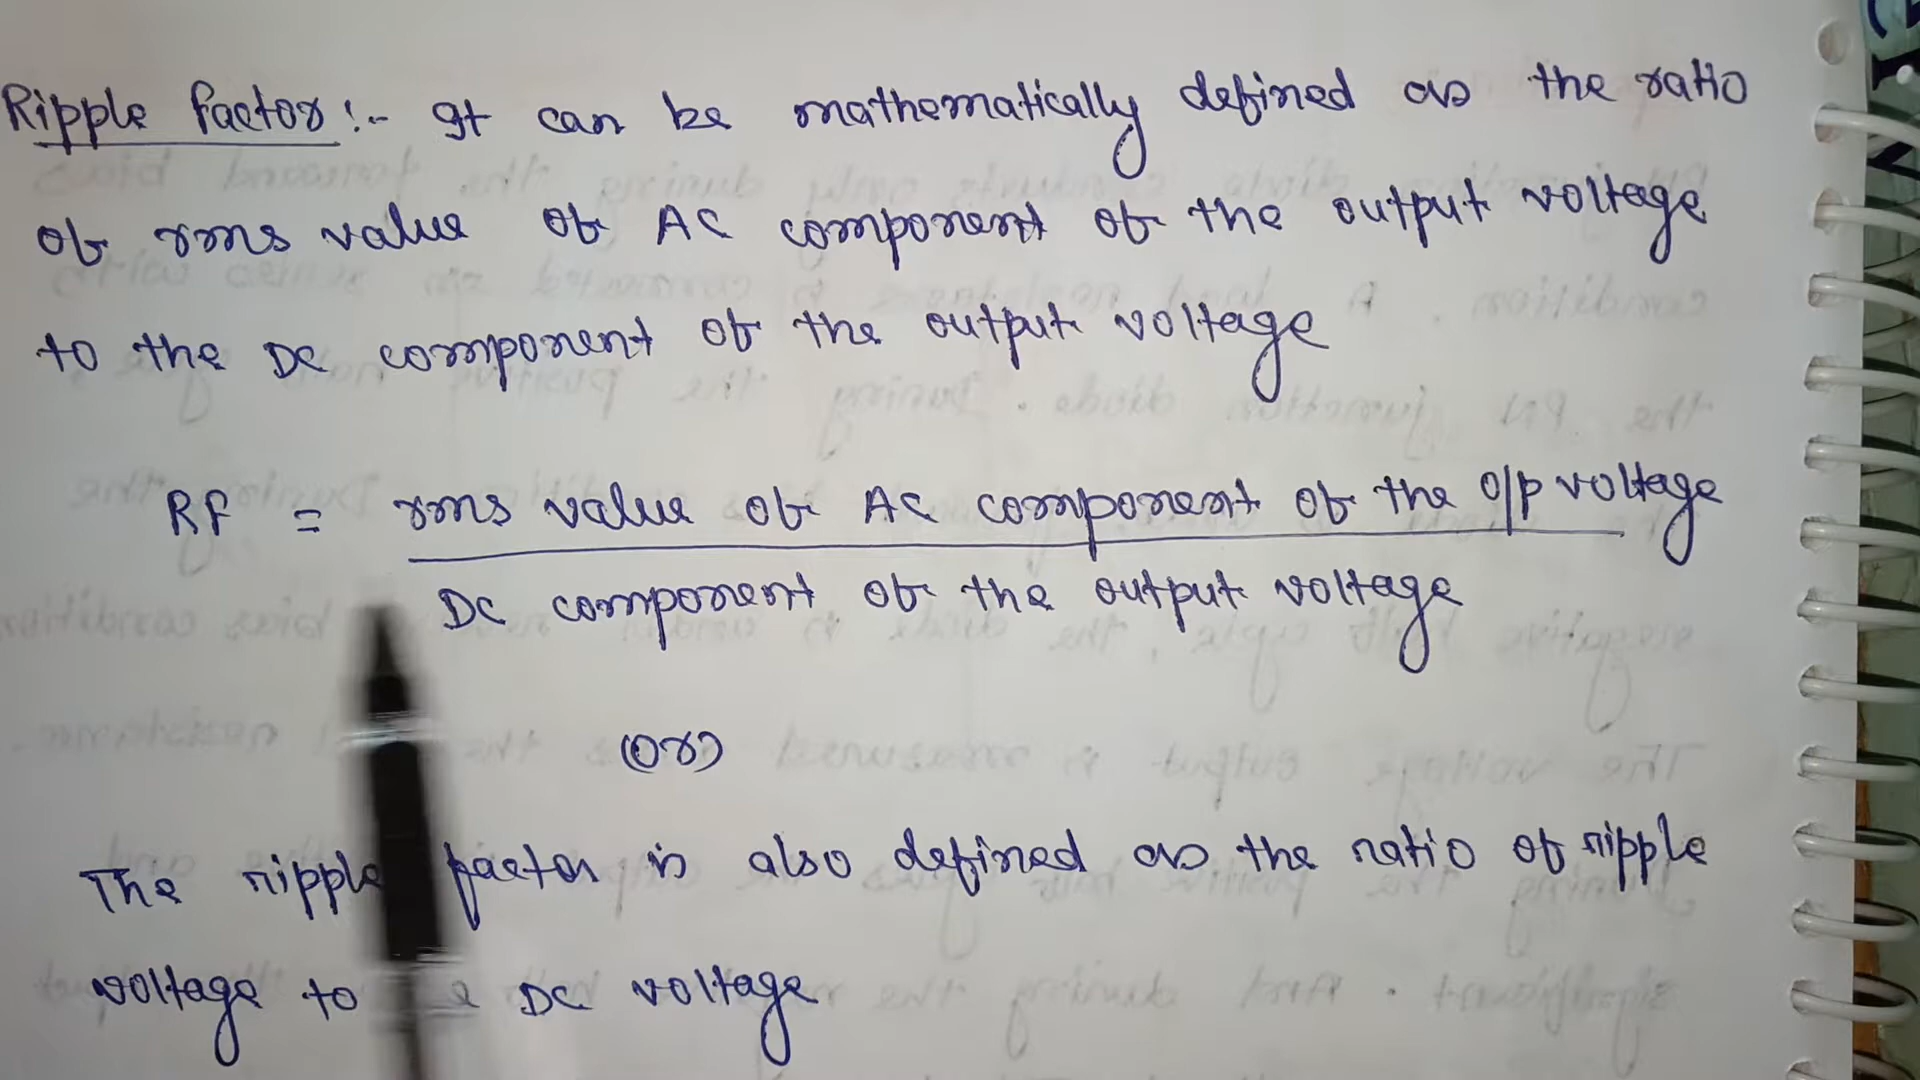 Ripple factor :- It can be mathematically defined as the ratio
of rms value of AC component of the output voltage
to the DC component of the output voltage
RF = rms value of AC component of the o/p voltage
DC component of the output voltage
(or)
The ripple factor is also defined as the ratio of ripple
voltage to DC voltage